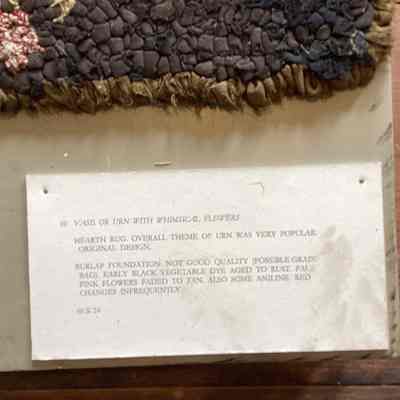 VASE OR URN WITH WHIMSICAL FLOWERS
HEARTH RUG. OVERALL THEME OF URN WAS VERY POPULAR.
ORIGINAL DESIGN.
BURLAP FOUNDATION: NOT GOOD QUALITY (POSSIBLE GRAIN
BAG). EARLY BLACK VEGETABLE DYE AGED TO RUST. PALE
PINK FLOWERS FADED TO TAN. ALSO SOME ANILINE. RED
CHANGES INFREQUENTLY.